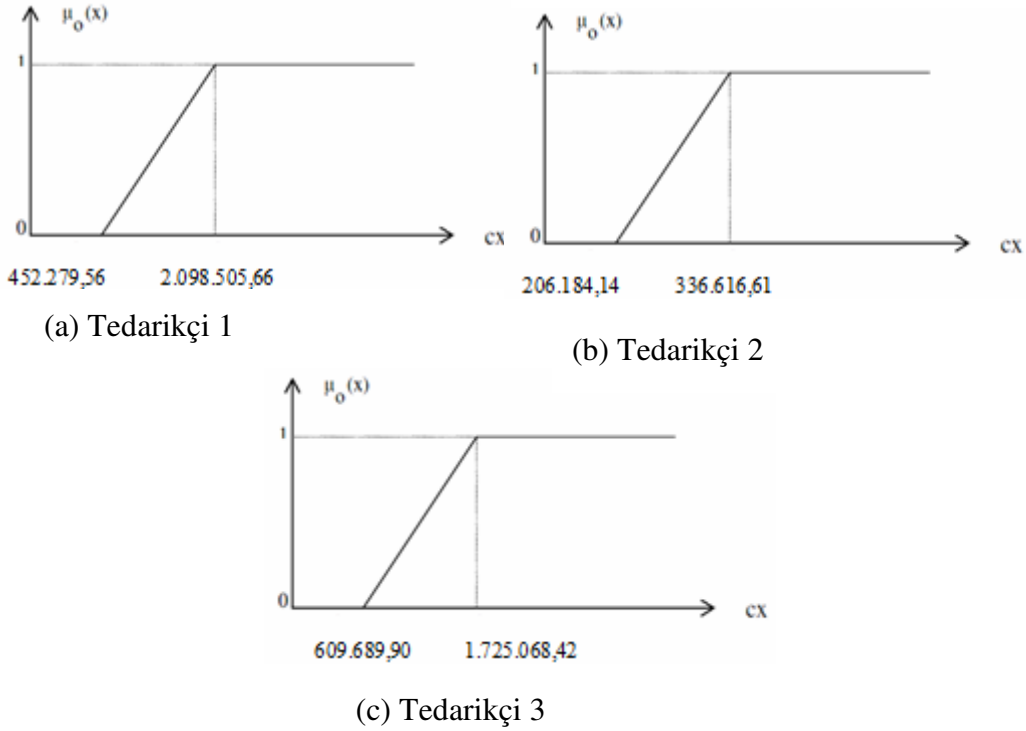 μo(x)
1
0
cx
452.279,56 2.098.505,66
(a) Tedarikçi 1
μo(x)
1
0
cx
206.184,14 336.616,61
(b) Tedarikçi 2
μo(x)
1
0
cx
609.689,90 1.725.068,42
(c) Tedarikçi 3